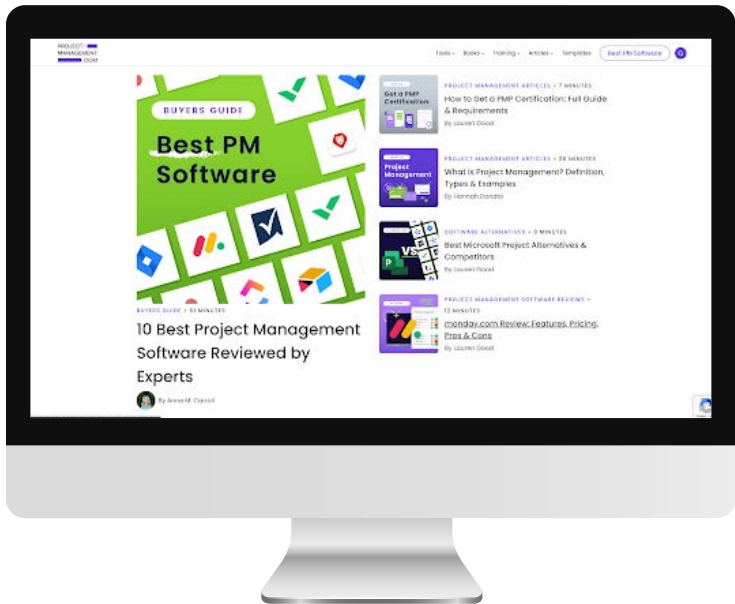 PROJECT
MANAGEMENT
.COM
Tools
Books
Training
Articles
Templates
Best PM Software
BUYERS GUIDE
Best PM
Software
BUYERS GUIDE • 51 MINUTES
10 Best Project Management
Software Reviewed by
Experts
By Anna M. Carroll
Get a PMP
Certification
PROJECT MANAGEMENT ARTICLES • 7 MINUTES
How to Get a PMP Certification: Full Guide
& Requirements
By Lauren Good
Project
Management
PROJECT MANAGEMENT ARTICLES • 26 MINUTES
What is Project Management? Definition,
Types & Examples
By Hannah Donato
VS
SOFTWARE ALTERNATIVES • 8 MINUTES
Best Microsoft Project Alternatives &
Competitors
By Lauren Good
PROJECT MANAGEMENT SOFTWARE REVIEWS •
12 MINUTES
monday.com Review: Features, Pricing,
Pros & Cons
By Lauren Good